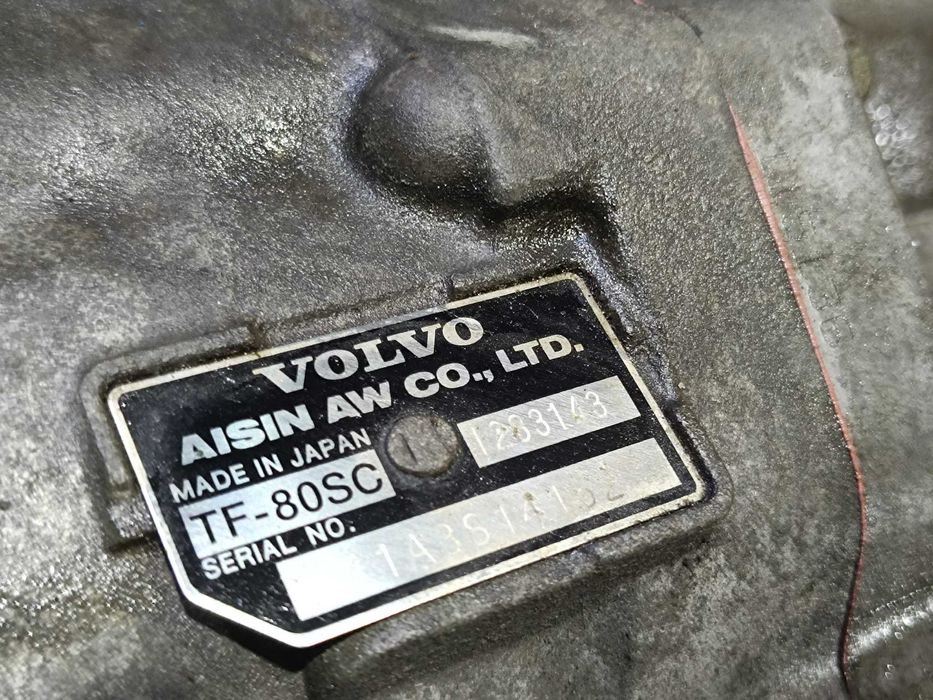 VOLVO
AISIN AW CO., LTD.
MADE IN JAPAN
TF-80SC 1283143
SERIAL NO.